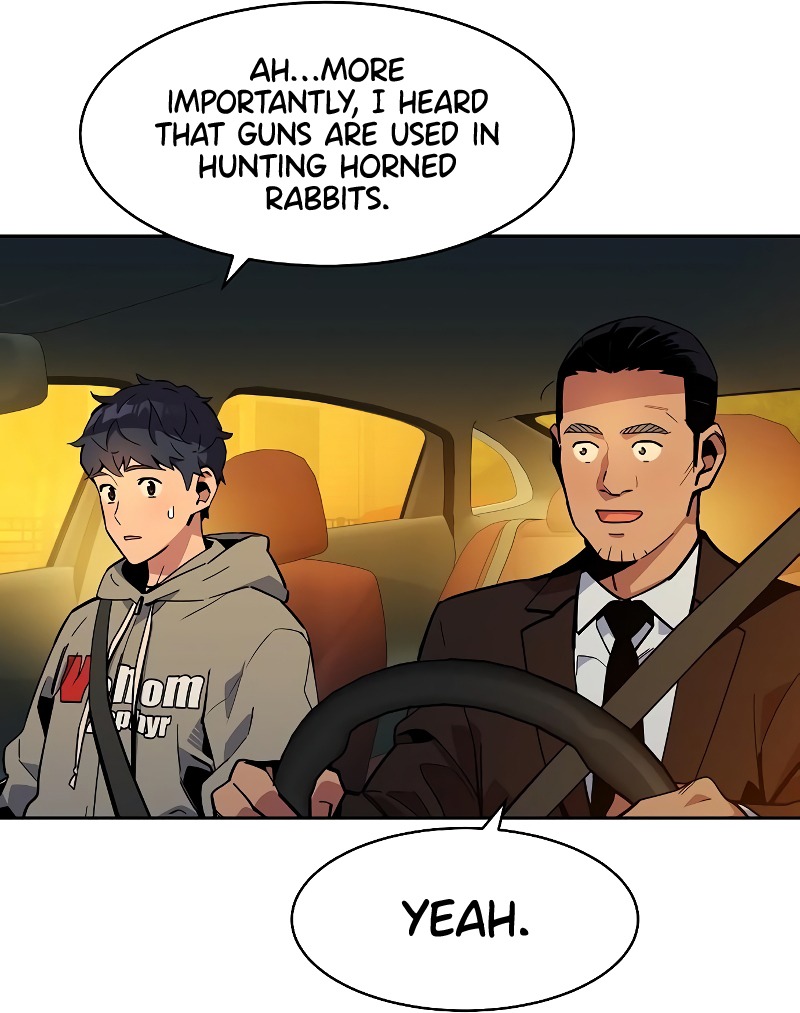 AH...MORE
IMPORTANTLY, I HEARD
THAT GUNS ARE USED IN
HUNTING HORNED
RABBITS.
YEAH.